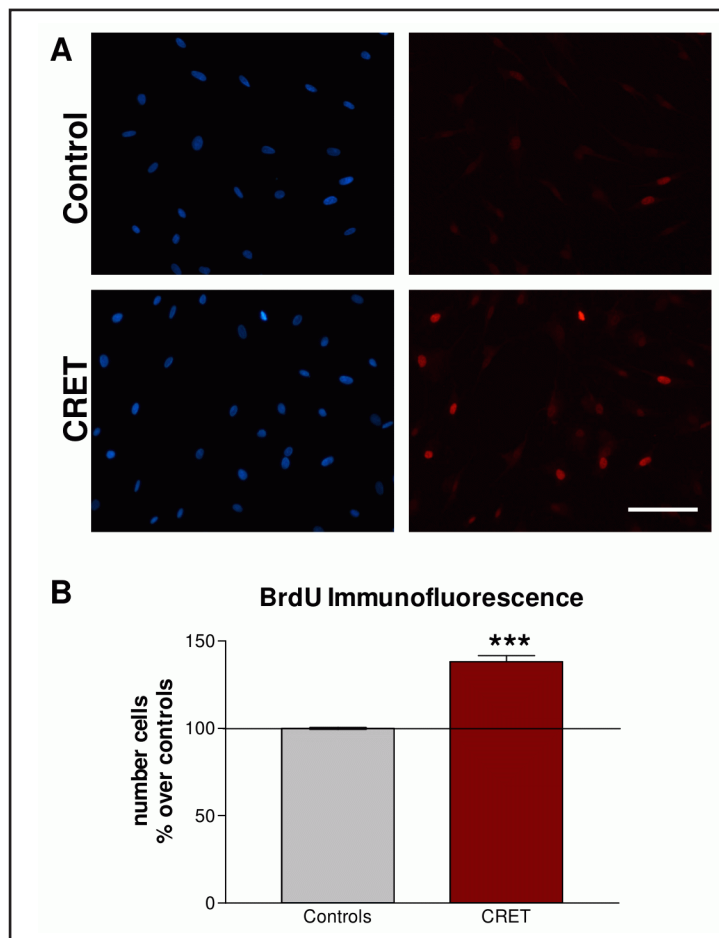 A
Control
CRET
B
BrdU Immunofluorescence
number cells
% over controls
150
***
100
50
0
Controls
CRET